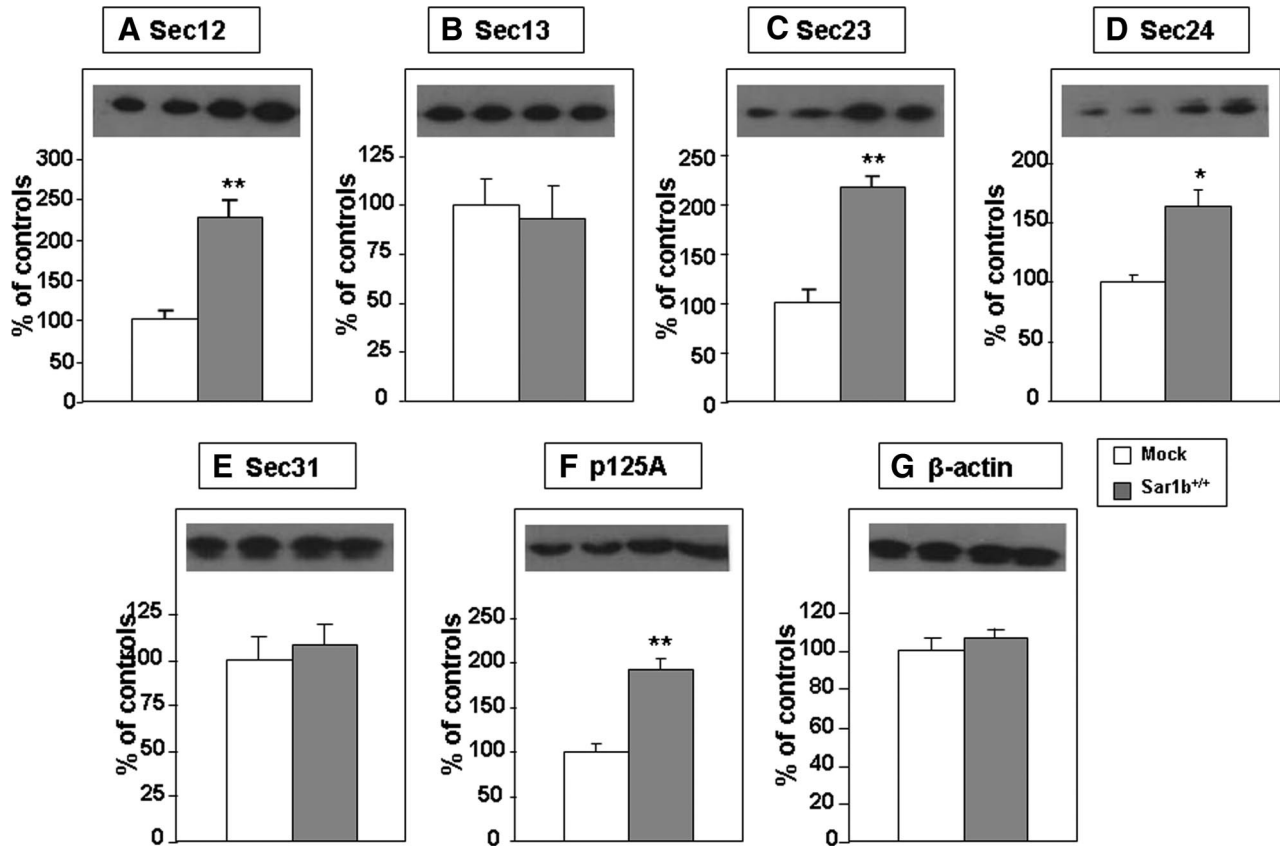 A Sec12
B Sec13
C Sec23
D Sec24
% of controls
300
250
200
150
100
50
0
**
% of controls
125
100
75
50
25
0
% of controls
250
200
150
100
50
0
**
% of controls
200
150
100
50
0
*
E Sec31
F p125A
G β-actin
Mock
Sar1b+/+
% of controls
125
100
75
50
25
0
% of controls
250
200
150
100
50
0
**
% of controls
120
100
80
60
40
20
0